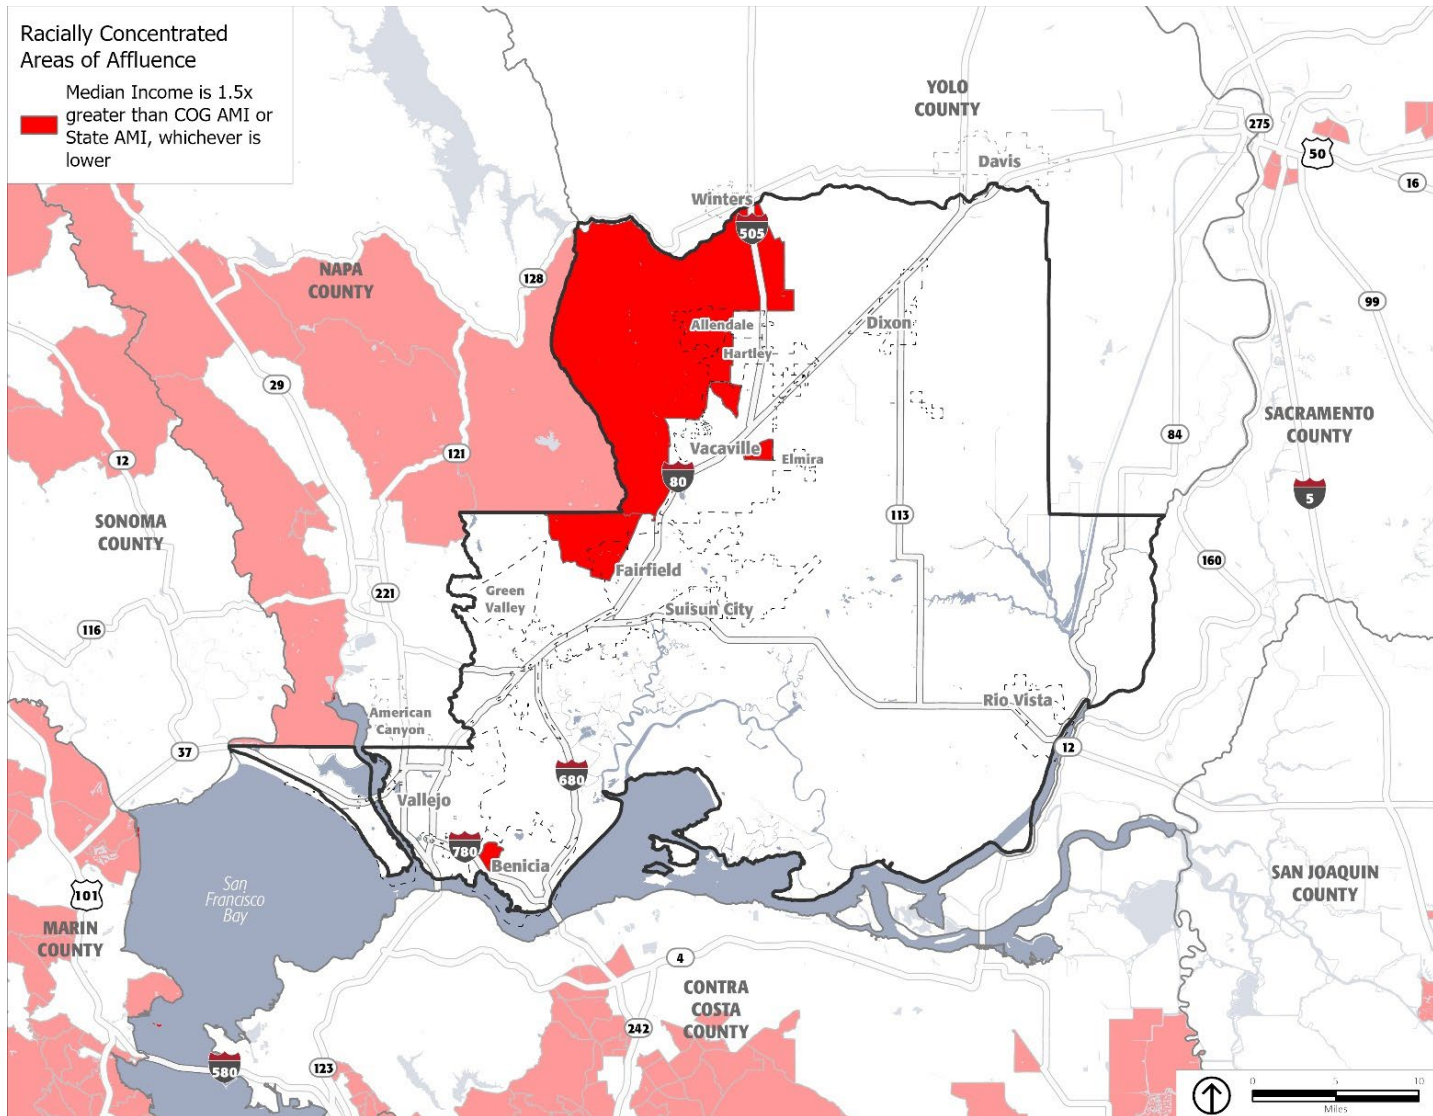 Racially Concentrated
Areas of Affluence
Median Income is 1.5x
greater than COG AMI or
State AMI, whichever is
lower
YOLO
COUNTY
275
50
Davis
16
Winters
505
NAPA
COUNTY
128
99
Allendale
Dixon
Hartley
29
SACRAMENTO
COUNTY
84
12
121
Vacaville
Elmira
80
5
SONOMA
COUNTY
113
160
Fairfield
221
Green
Valley
Suisun City
116
Rio Vista
American
Canyon
37
12
680
Vallejo
780
Benicia
San
Francisco
Bay
101
SAN JOAQUIN
COUNTY
MARIN
COUNTY
4
CONTRA
COSTA
COUNTY
242
580
123
0 5 10
Miles